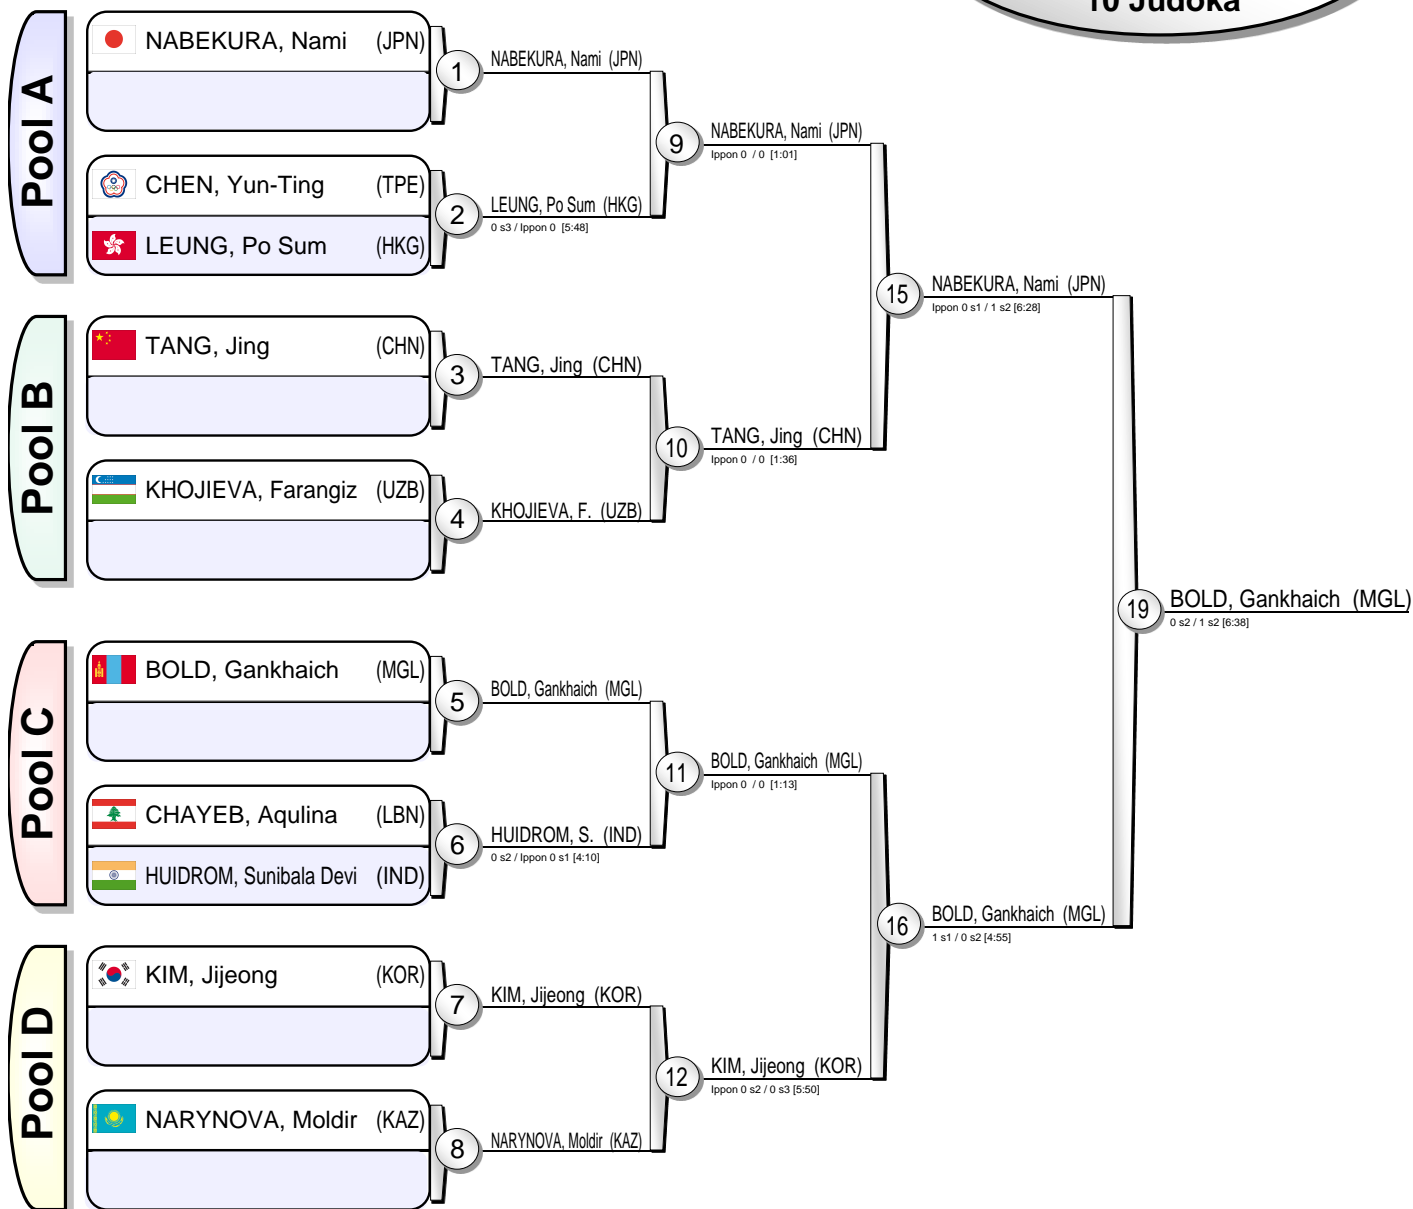 10 Judoka
Pool A
NABEKURA, Nami (JPN)
1
NABEKURA, Nami (JPN)
CHEN, Yun-Ting (TPE)
LEUNG, Po Sum (HKG)
2
LEUNG, Po Sum (HKG)
0 s3 / Ippon 0 [5:48]
9
NABEKURA, Nami (JPN)
Ippon 0 / 0 [1:01]
Pool B
TANG, Jing (CHN)
3
TANG, Jing (CHN)
KHOJIEVA, Farangiz (UZB)
4
KHOJIEVA, F. (UZB)
10
TANG, Jing (CHN)
Ippon 0 / 0 [1:36]
15
NABEKURA, Nami (JPN)
Ippon 0 s1 / 1 s2 [6:28]
Pool C
BOLD, Gankhaich (MGL)
5
BOLD, Gankhaich (MGL)
CHAYEB, Aqulina (LBN)
HUIDROM, Sunibala Devi (IND)
6
HUIDROM, S. (IND)
0 s2 / Ippon 0 s1 [4:10]
11
BOLD, Gankhaich (MGL)
Ippon 0 / 0 [1:13]
Pool D
KIM, Jijeong (KOR)
7
KIM, Jijeong (KOR)
NARYNOVA, Moldir (KAZ)
8
NARYNOVA, Moldir (KAZ)
12
KIM, Jijeong (KOR)
Ippon 0 s2 / 0 s3 [5:50]
16
BOLD, Gankhaich (MGL)
1 s1 / 0 s2 [4:55]
19
BOLD, Gankhaich (MGL)
0 s2 / 1 s2 [6:38]